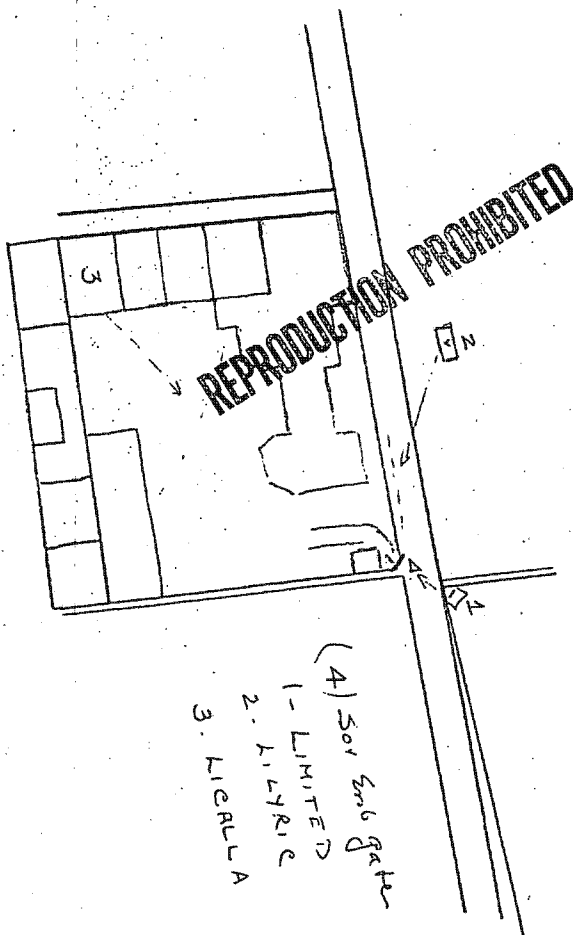 REPRODUCTION PROHIBITED
2
1
3
(4) Sov Emb gate
1 - LIMITED
2. LILYRIC
3. LICALLA